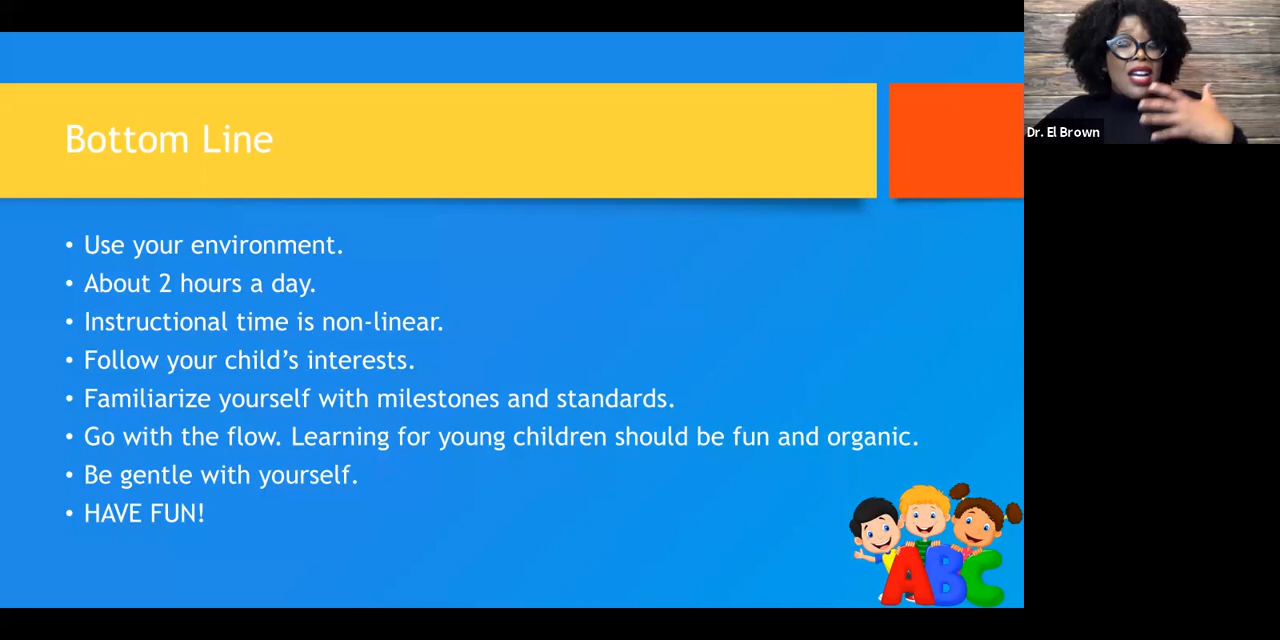 Bottom Line
• Use your environment.
• About 2 hours a day.
• Instructional time is non-linear.
• Follow your child’s interests.
• Familiarize yourself with milestones and standards.
• Go with the flow. Learning for young children should be fun and organic.
• Be gentle with yourself.
• HAVE FUN!
ABC
Dr. El Brown